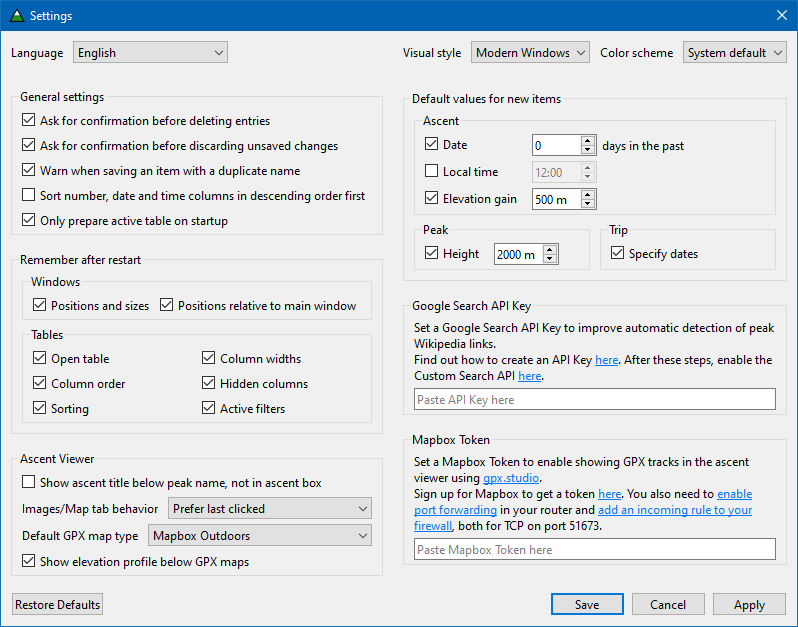 Settings
Language English
Visual style Modern Windows Color scheme System default
General settings
Ask for confirmation before deleting entries
Ask for confirmation before discarding unsaved changes
Warn when saving an item with a duplicate name
Sort number, date and time columns in descending order first
Only prepare active table on startup
Remember after restart
Windows
Positions and sizes Positions relative to main window
Tables
Open table Column widths
Column order Hidden columns
Sorting Active filters
Ascent Viewer
Show ascent title below peak name, not in ascent box
Images/Map tab behavior Prefer last clicked
Default GPX map type Mapbox Outdoors
Show elevation profile below GPX maps
Default values for new items
Ascent
Date 0 days in the past
Local time 12:00
Elevation gain 500 m
Peak
Height 2000 m
Trip
Specify dates
Google Search API Key
Set a Google Search API Key to improve automatic detection of peak
Wikipedia links.
Find out how to create an API Key here. After these steps, enable the
Custom Search API here.
Paste API Key here
Mapbox Token
Set a Mapbox Token to enable showing GPX tracks in the ascent
viewer using gpx.studio.
Sign up for Mapbox to get a token here. You also need to enable
port forwarding in your router and add an incoming rule to your
firewall, both for TCP on port 51673.
Paste Mapbox Token here
Restore Defaults
Save Cancel Apply